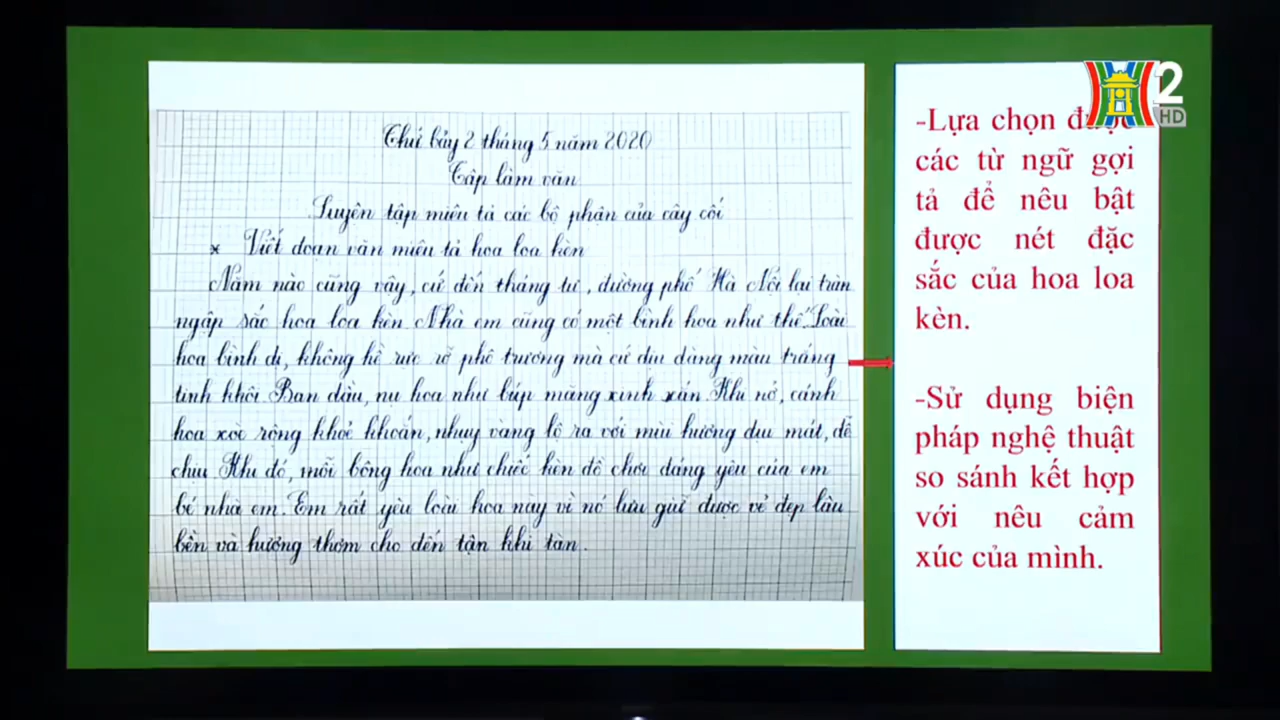 Thứ bảy 2 tháng 5 năm 2020
Tập làm văn
Luyện tập miêu tả các bộ phận của cây cối
* Viết đoạn văn miêu tả hoa loa kèn
Năm nào cũng vậy, cứ đến tháng tư, đường phố Hà Nội lại tràn
ngập sắc hoa loa kèn. Nhà em cũng có một bình hoa như thế. Loài
hoa bình dị, không hề rực rỡ phô trương mà cứ dịu dàng màu trắng
tinh khôi. Ban đầu, nụ hoa như búp măng xinh xắn. Khi nở, cánh
hoa xoè rộng khoẻ khoắn, nhụy vàng lộ ra với mùi hương dịu mát, dễ
chịu. Khi đó, mỗi bông hoa như chiếc kèn đồ chơi đáng yêu của em
bé nhà em. Em rất yêu loài hoa này vì nó lưu giữ được vẻ đẹp lâu
bền và hương thơm cho đến tận khi tàn.
-Lựa chọn được
các từ ngữ gợi
tả để nêu bật
được nét đặc
sắc của hoa loa
kèn.
-Sử dụng biện
pháp nghệ thuật
so sánh kết hợp
với nêu cảm
xúc của mình.
2
HD